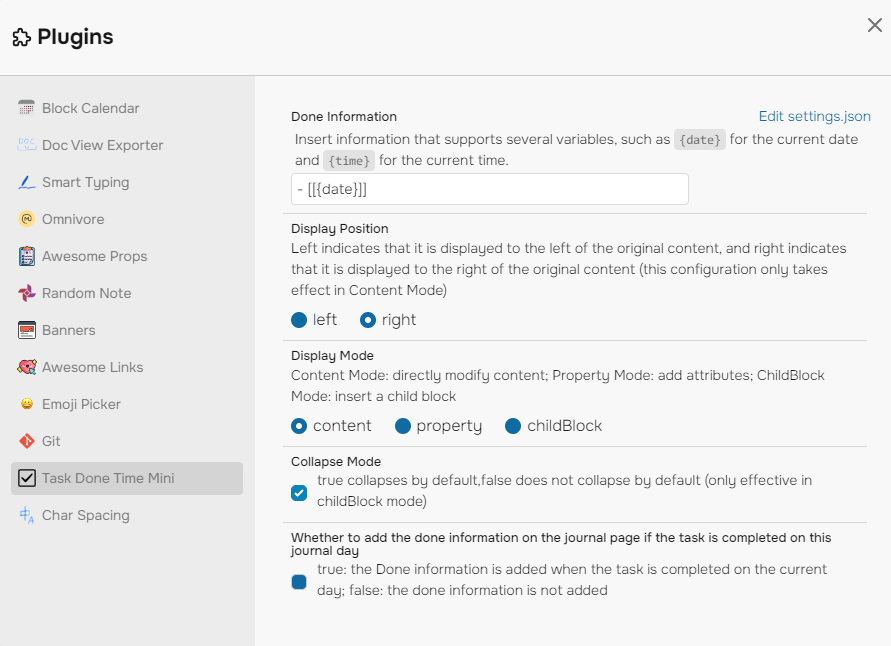 Plugins
Block Calendar
DOC
Doc View Exporter
Smart Typing
Omnivore
Awesome Props
Random Note
Banners
Awesome Links
Emoji Picker
Git
Task Done Time Mini
Char Spacing
Done Information
Edit settings.json
Insert information that supports several variables, such as {date} for the current date
and {time} for the current time.
- [[{date}]]
Display Position
Left indicates that it is displayed to the left of the original content, and right indicates
that it is displayed to the right of the original content (this configuration only takes
effect in Content Mode)
left right
Display Mode
Content Mode: directly modify content; Property Mode: add attributes; ChildBlock
Mode: insert a child block
content property childBlock
Collapse Mode
true collapses by default,false does not collapse by default (only effective in
childBlock mode)
Whether to add the done information on the journal page if the task is completed on this
journal day
true: the Done information is added when the task is completed on the current
day; false: the done information is not added